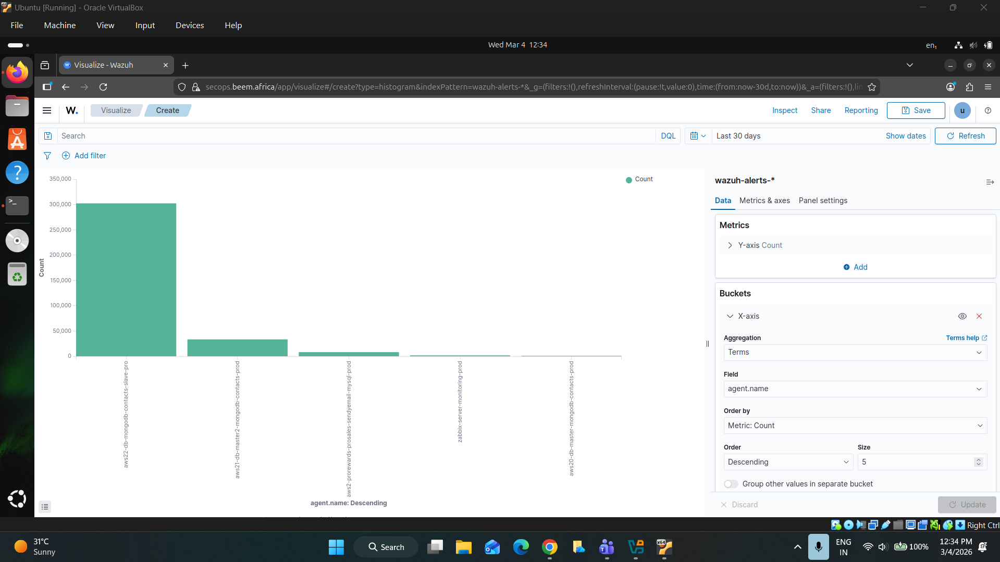 Ubuntu [Running] - Oracle VirtualBox
File Machine View Input Devices Help
Wed Mar 4 12:34
en₁
Visualize - Wazuh
secops.beem.africa/app/visualize#/create?type=histogram&indexPattern=wazuh-alerts-*&_g=(filters:!(),refreshInterval:(pause:!t,value:0),time:(from:now-30d,to:now))&_a=(filters:!(),lin
W. Visualize Create Inspect Share Reporting Save u
Search DQL Last 30 days Show dates Refresh
Add filter
350,000
300,000
250,000
200,000
150,000
100,000
50,000
0
Count
Count
aws22-db-mongodb-contacts-slave-pro
aws21-db-master2-mongodb-contacts-prod
aws2-prorewards-prosales-sendyemail-mysql-prod
zabbix-server-monitoring-prod
aws20-db-master-mongodb-contacts-prod
agent.name: Descending
wazuh-alerts-*
Data Metrics & axes Panel settings
Metrics
Y-axis Count
Add
Buckets
X-axis
Aggregation Terms help
Terms
Field
agent.name
Order by
Metric: Count
Order Size
Descending 5
Group other values in separate bucket
Discard Update
Right Ctrl
31°C
Sunny
Search
x64
ENG
IN
100%
12:34 PM
3/4/2026